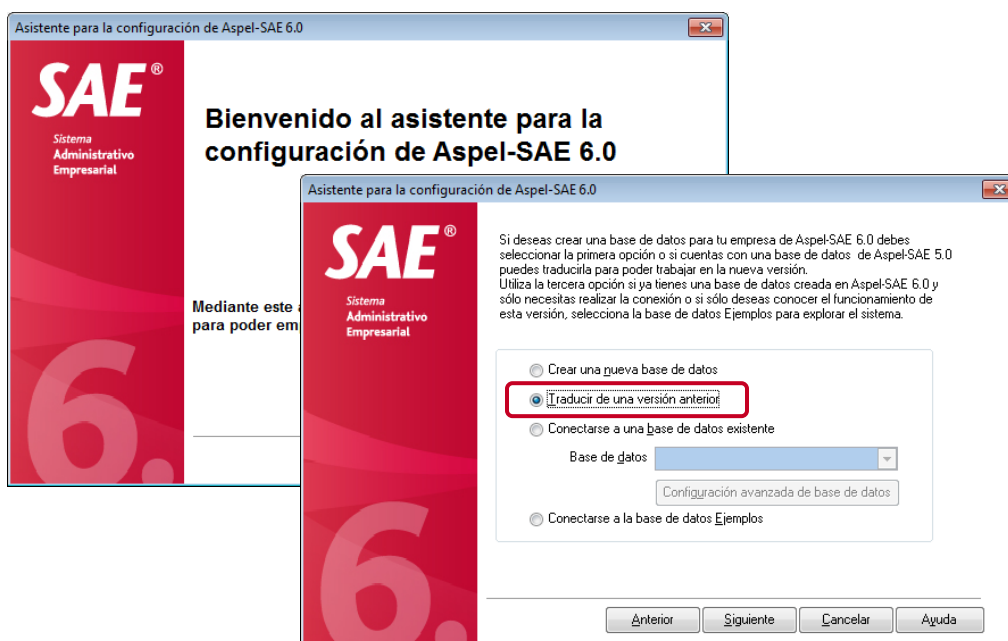 Asistente para la configuración de Aspel-SAE 6.0
SAE®
Sistema
Administrativo
Empresarial
Bienvenido al asistente para la
configuración de Aspel-SAE 6.0
Mediante este
para poder em
6.
Asistente para la configuración de Aspel-SAE 6.0
SAE®
Sistema
Administrativo
Empresarial
6.
Si deseas crear una base de datos para tu empresa de Aspel-SAE 6.0 debes
seleccionar la primera opción o si cuentas con una base de datos de Aspel-SAE 5.0
puedes traducirla para poder trabajar en la nueva versión.
Utiliza la tercera opción si ya tienes una base de datos creada en Aspel-SAE 6.0 y
sólo necesitas realizar la conexión o si sólo deseas conocer el funcionamiento de
esta versión, selecciona la base de datos Ejemplos para explorar el sistema.
Crear una nueva base de datos
Traducir de una versión anterior
Conectarse a una base de datos existente
Base de datos
Configuración avanzada de base de datos
Conectarse a la base de datos Ejemplos
Anterior Siguiente Cancelar Ayuda